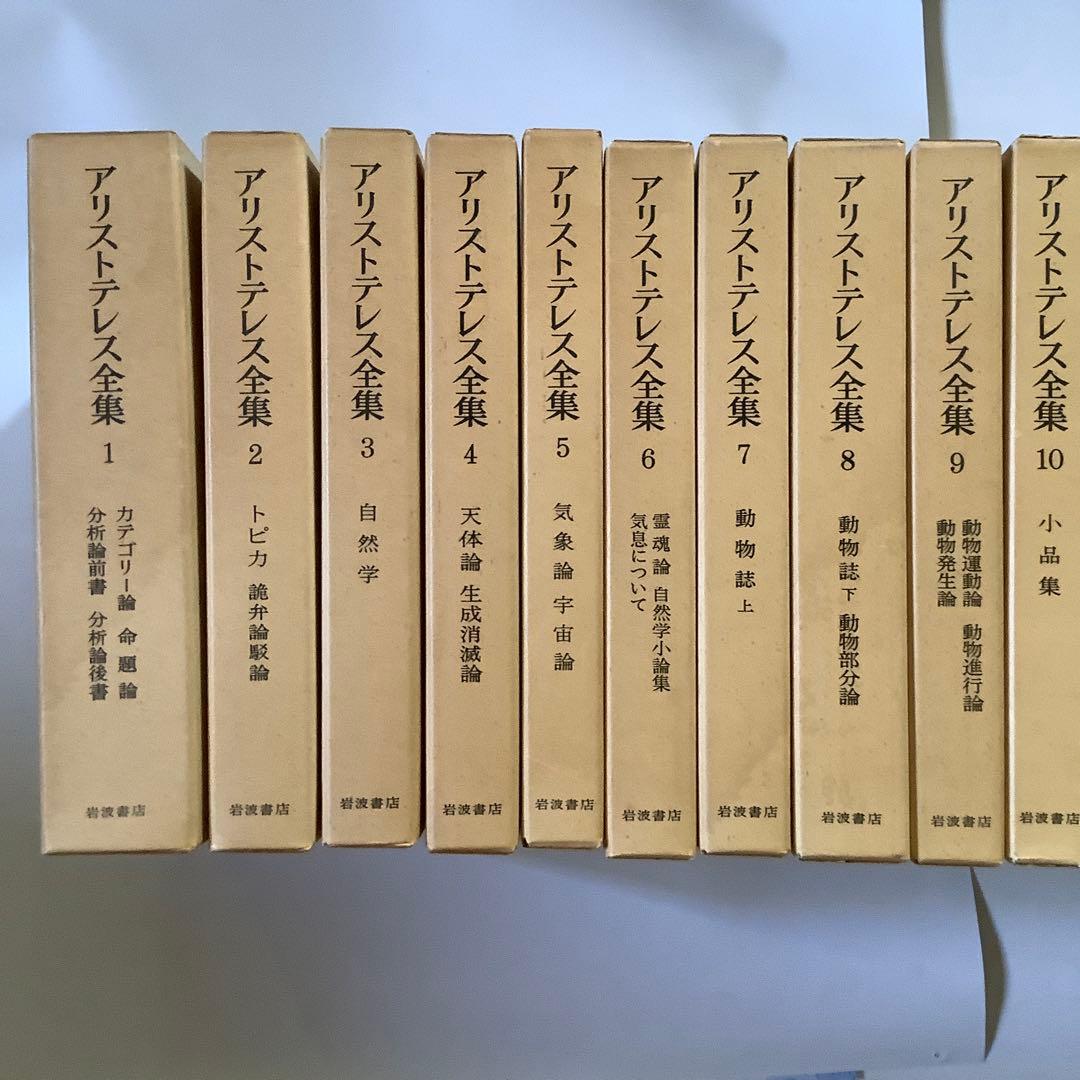 アリストテレス全集
1
カテゴリー論 命題論
分析論前書 分析論後書
岩波書店
アリストテレス全集
2
トピカ 詭弁論駁論
岩波書店
アリストテレス全集
3
自然学
岩波書店
アリストテレス全集
4
天体論 生成消滅論
岩波書店
アリストテレス全集
5
気象論 宇宙論
岩波書店
アリストテレス全集
6
霊魂論 自然学小論集
気息について
岩波書店
アリストテレス全集
7
動物誌 上
岩波書店
アリストテレス全集
8
動物誌 下 動物部分論
岩波書店
アリストテレス全集
9
動物運動論 動物進行論
動物発生論
岩波書店
アリストテレス全集
10
小品集
岩波書店